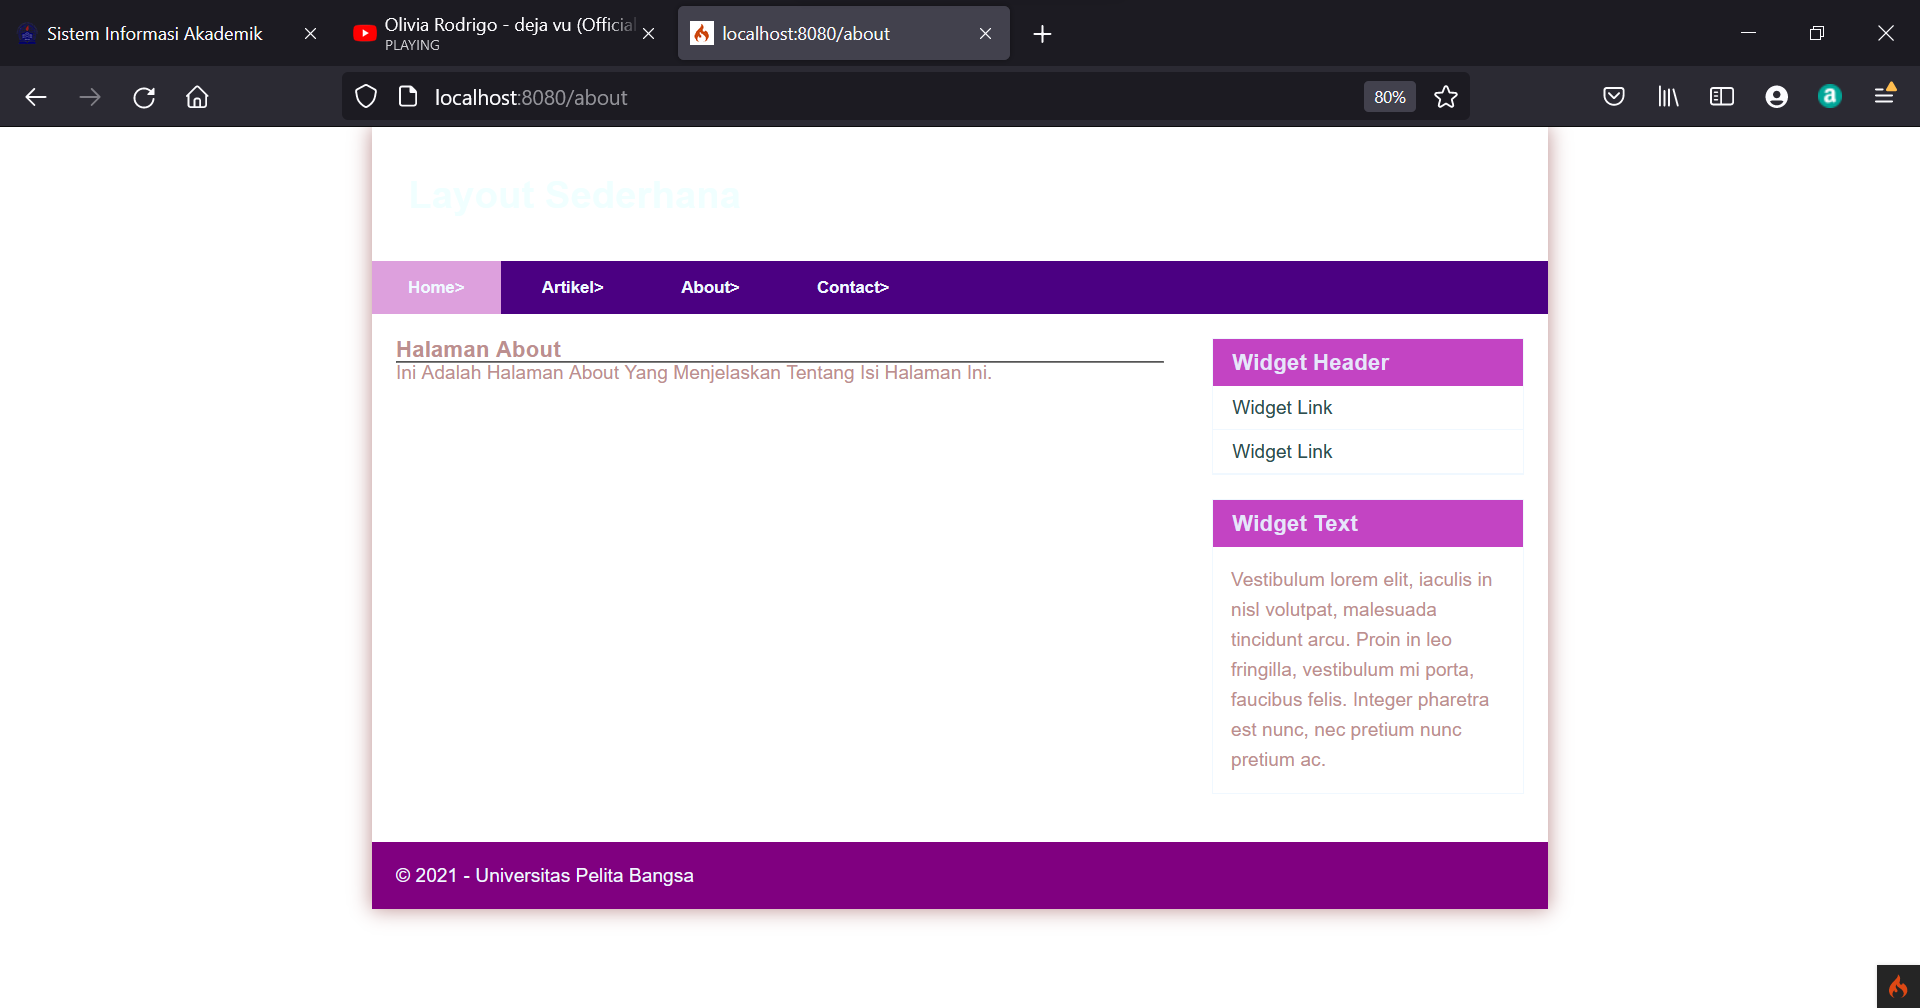 Sistem Informasi Akademik
Olivia Rodrigo - deja vu (Official
PLAYING
localhost:8080/about
localhost:8080/about
80%
a
Layout Sederhana
Home>
Artikel>
About>
Contact>
Halaman About
Ini Adalah Halaman About Yang Menjelaskan Tentang Isi Halaman Ini.
Widget Header
Widget Link
Widget Link
Widget Text
Vestibulum lorem elit, iaculis in
nisl volutpat, malesuada
tincidunt arcu. Proin in leo
fringilla, vestibulum mi porta,
faucibus felis. Integer pharetra
est nunc, nec pretium nunc
pretium ac.
© 2021 - Universitas Pelita Bangsa